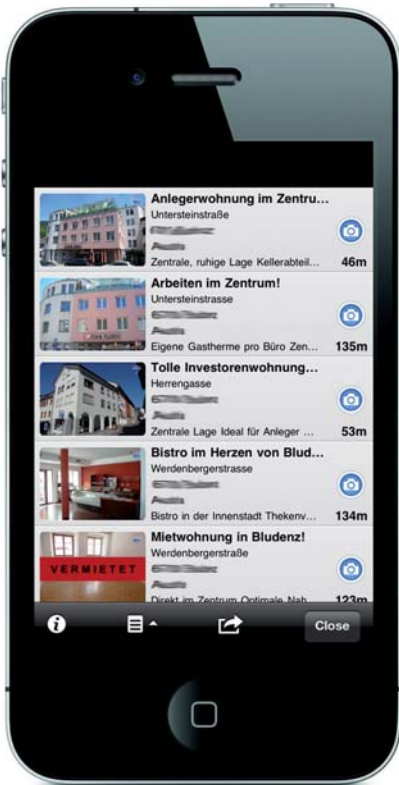 Anlegerwohnung im Zentru...
Untersteinstraße
Zentrale, ruhige Lage Kellerabteil...
46m
Arbeiten im Zentrum!
Untersteinstrasse
Eigene Gastherme pro Büro Zen...
135m
Tolle Investorenwohnung...
Herrengasse
Zentrale Lage Ideal für Anleger ...
53m
Bistro im Herzen von Blud...
Werdenbergerstrasse
Bistro in der Innenstadt Thekenv...
134m
VERMIETET
Mietwohnung in Bludenz!
Werdenbergerstraße
Direkt im Zentrum Optimale Nah
123m
i
Close